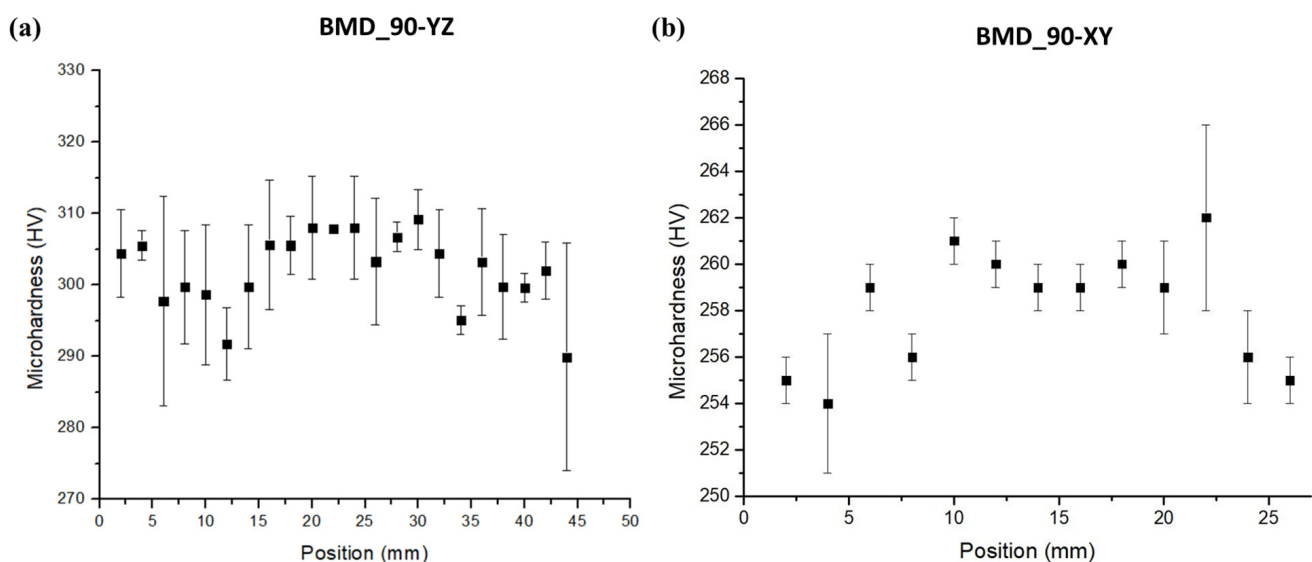 (a)
BMD_90-YZ
330
320
310
300
290
280
270
Microhardness (HV)
0 5 10 15 20 25 30 35 40 45 50
Position (mm)
(b)
BMD_90-XY
268
266
264
262
260
258
256
254
252
250
Microhardness (HV)
0 5 10 15 20 25
Position (mm)